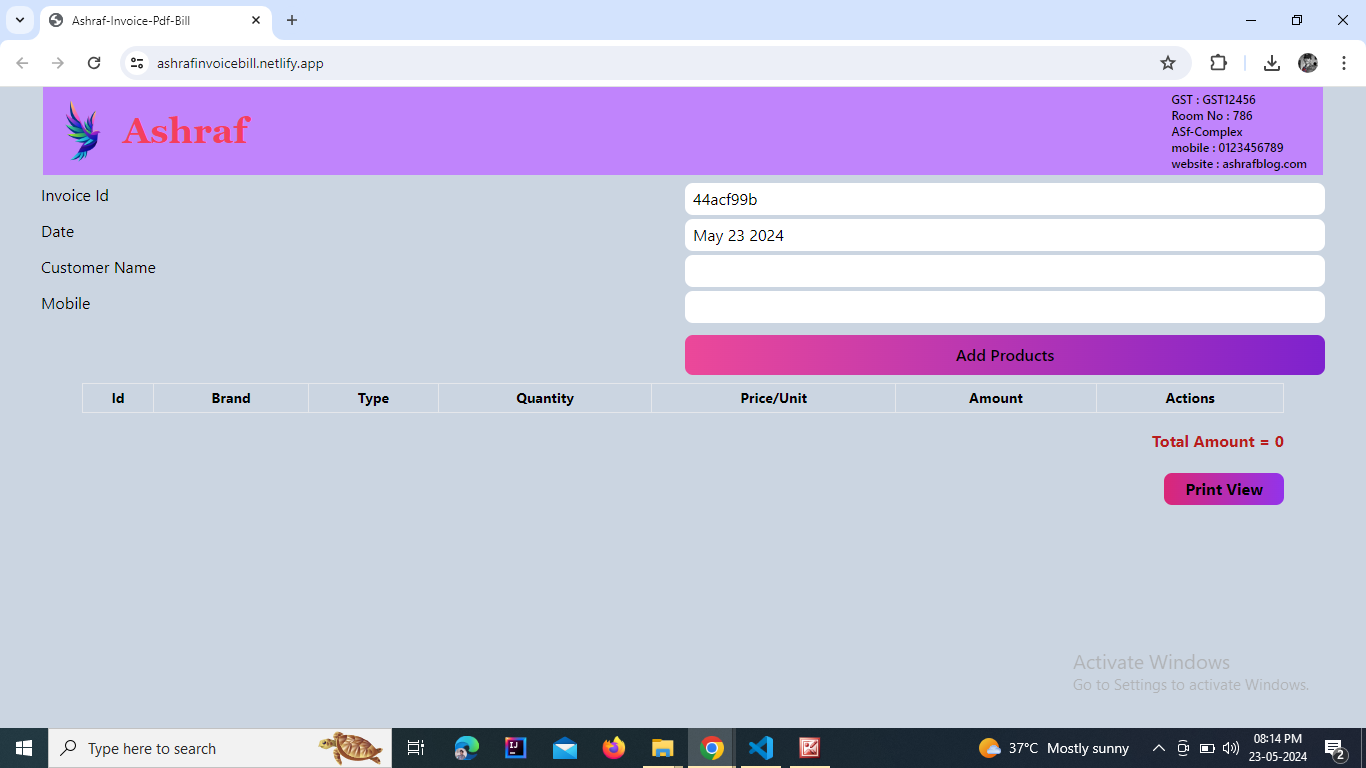 Ashraf-Invoice-Pdf-Bill
ashrafinvoicebill.netlify.app
Ashraf
GST : GST12456
Room No : 786
ASf-Complex
mobile : 0123456789
website : ashrafblog.com
Invoice Id 44acf99b
Date May 23 2024
Customer Name
Mobile
Add Products
Id Brand Type Quantity Price/Unit Amount Actions
Total Amount = 0
Print View
Activate Windows
Go to Settings to activate Windows.
Type here to search
37°C Mostly sunny
08:14 PM
23-05-2024
2